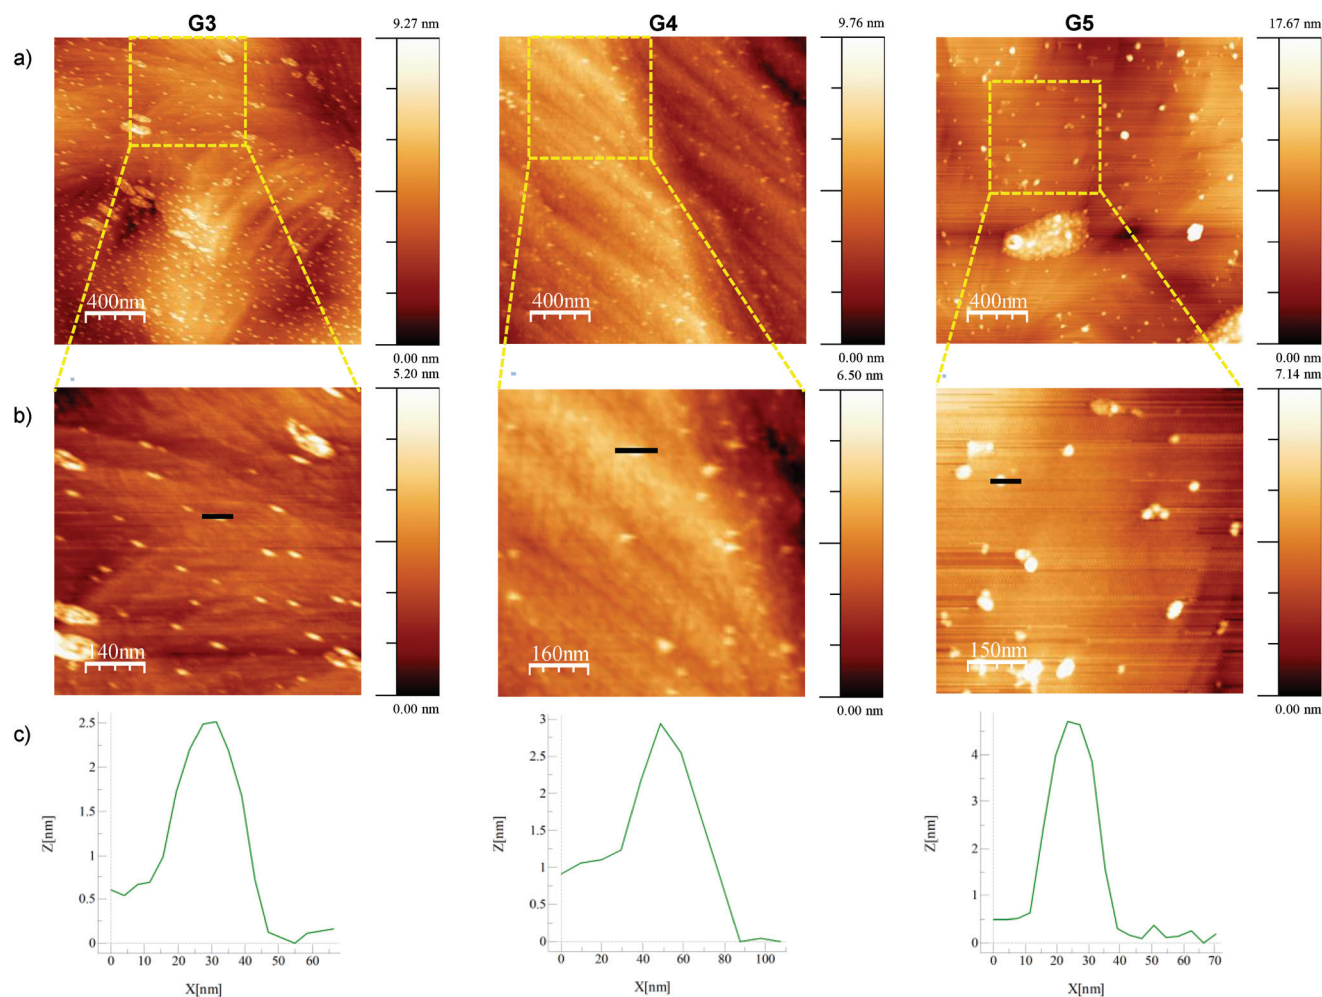 G3 G4 G5
9.27 nm 9.76 nm 17.67 nm
a)
400nm 400nm 400nm
0.00 nm 0.00 nm 0.00 nm
5.20 nm 6.50 nm 7.14 nm
b)
140nm 160nm 150nm
0.00 nm 0.00 nm 0.00 nm
c)
Z[nm]
2.5
2
1.5
1
0.5
0
0 10 20 30 40 50 60
X[nm]
Z[nm]
3
2.5
2
1.5
1
0.5
0
0 20 40 60 80 100
X[nm]
Z[nm]
4
3
2
1
0
0 10 20 30 40 50 60 70
X[nm]